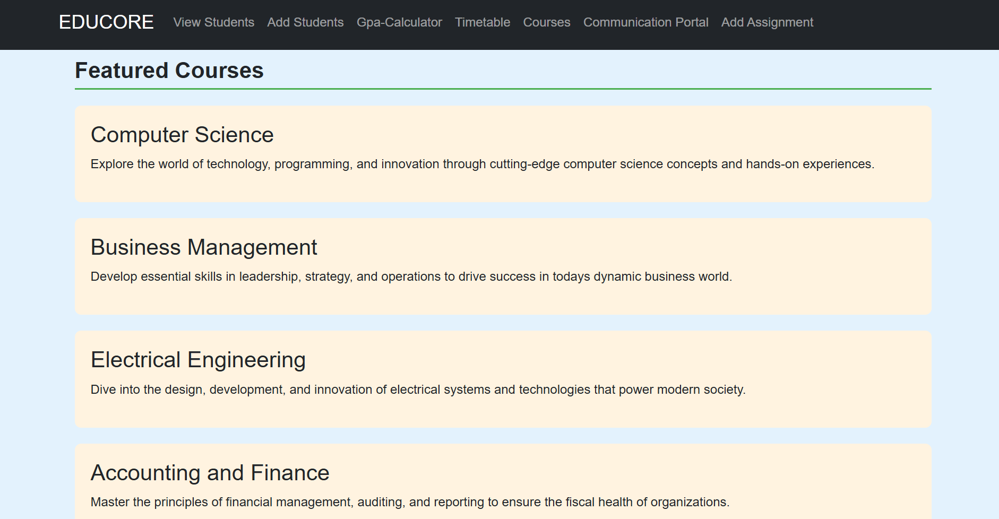 EDUCORE View Students Add Students Gpa-Calculator Timetable Courses Communication Portal Add Assignment
Featured Courses
Computer Science
Explore the world of technology, programming, and innovation through cutting-edge computer science concepts and hands-on experiences.
Business Management
Develop essential skills in leadership, strategy, and operations to drive success in todays dynamic business world.
Electrical Engineering
Dive into the design, development, and innovation of electrical systems and technologies that power modern society.
Accounting and Finance
Master the principles of financial management, auditing, and reporting to ensure the fiscal health of organizations.